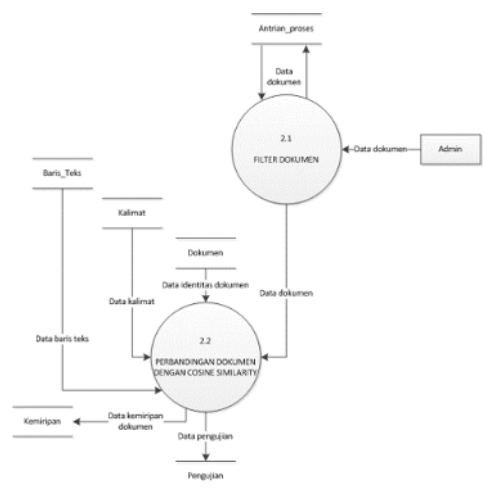 Antrian_proses
Data
dokumen
2.1
FILTER DOKUMEN
Data dokumen
Admin
Baris_Teks
Kalimat
Dokumen
Data identitas dokumen
Data dokumen
Data kalimat
Data baris teks
2.2
PERBANDINGAN DOKUMEN
DENGAN COSINE SIMILARITY
Kemiripan
Data kemiripan
dokumen
Data pengujian
Pengujian